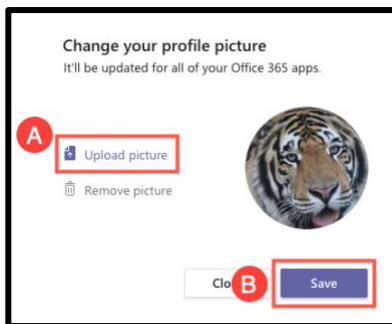 Change your profile picture
It'll be updated for all of your Office 365 apps.
A
Upload picture
Remove picture
Clo B Save